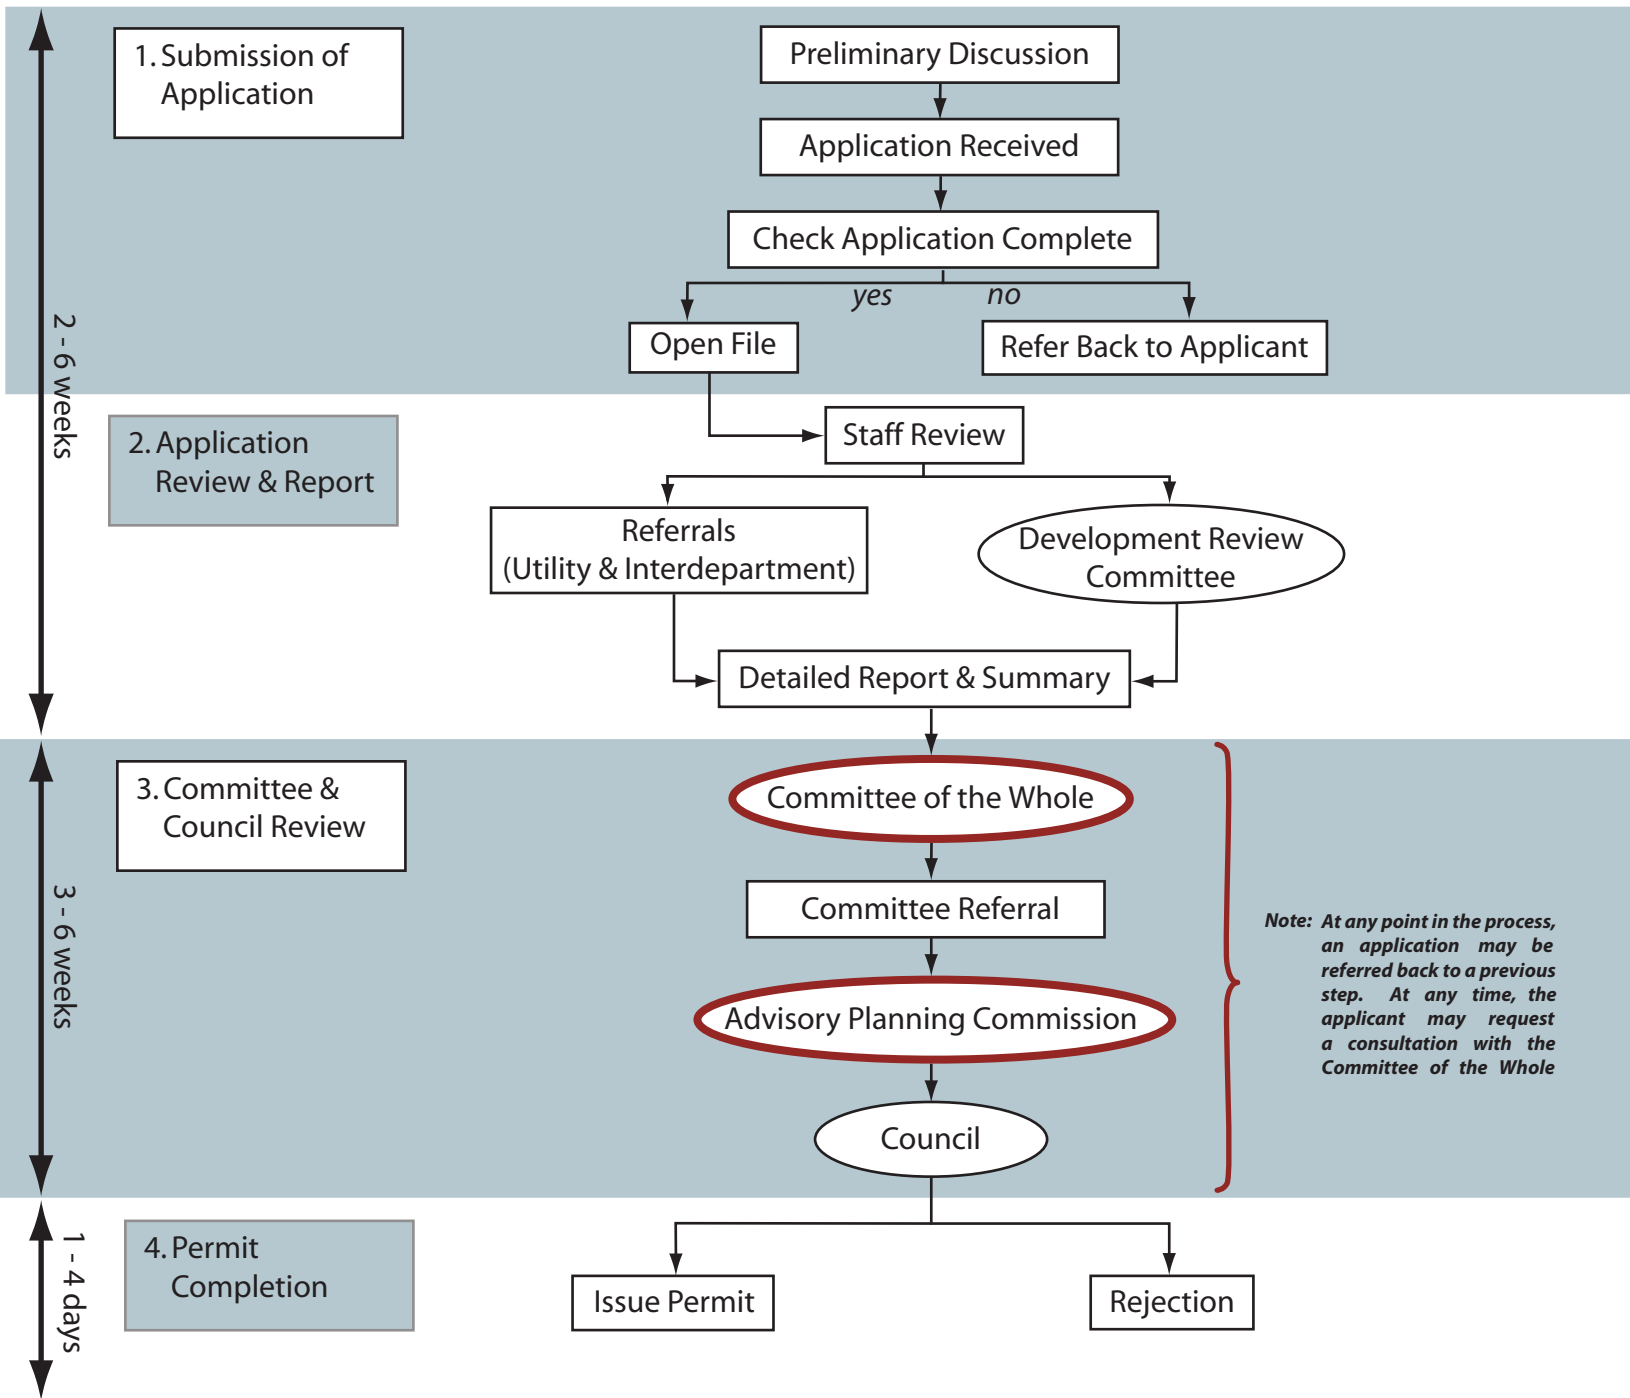 1. Submission of
Application
Preliminary Discussion
Application Received
Check Application Complete
yes
no
Open File
Refer Back to Applicant
2 - 6 weeks
2. Application
Review & Report
Staff Review
Referrals
(Utility & Interdepartment)
Development Review
Committee
Detailed Report & Summary
3. Committee &
Council Review
3 - 6 weeks
Committee of the Whole
Committee Referral
Advisory Planning Commission
Council
Note: At any point in the process,
an application may be
referred back to a previous
step. At any time, the
applicant may request
a consultation with the
Committee of the Whole
1 - 4 days
4. Permit
Completion
Issue Permit
Rejection